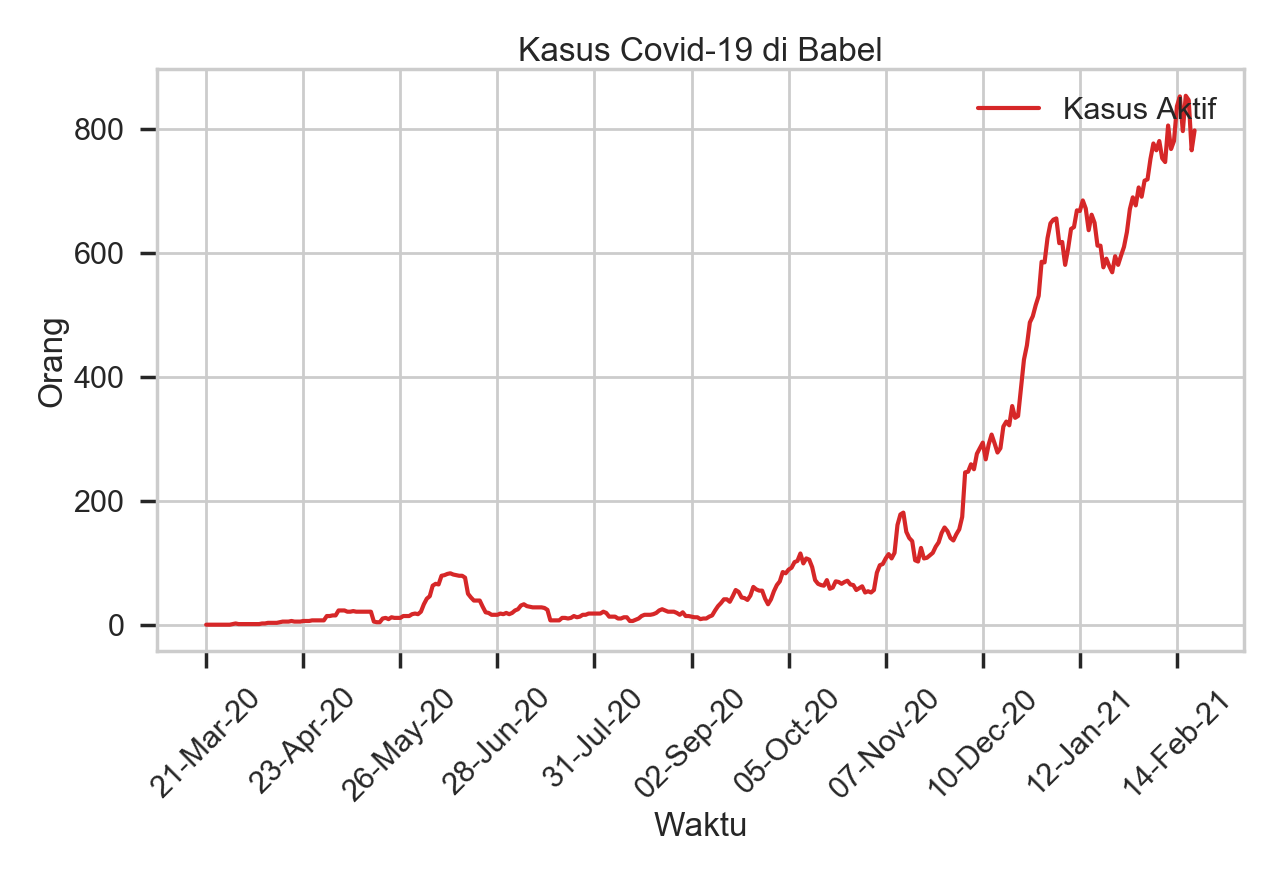 Kasus Covid-19 di Babel
Kasus Aktif
800
600
400
200
0
Orang
21-Mar-20
23-Apr-20
26-May-20
28-Jun-20
31-Jul-20
02-Sep-20
05-Oct-20
07-Nov-20
10-Dec-20
12-Jan-21
14-Feb-21
Waktu